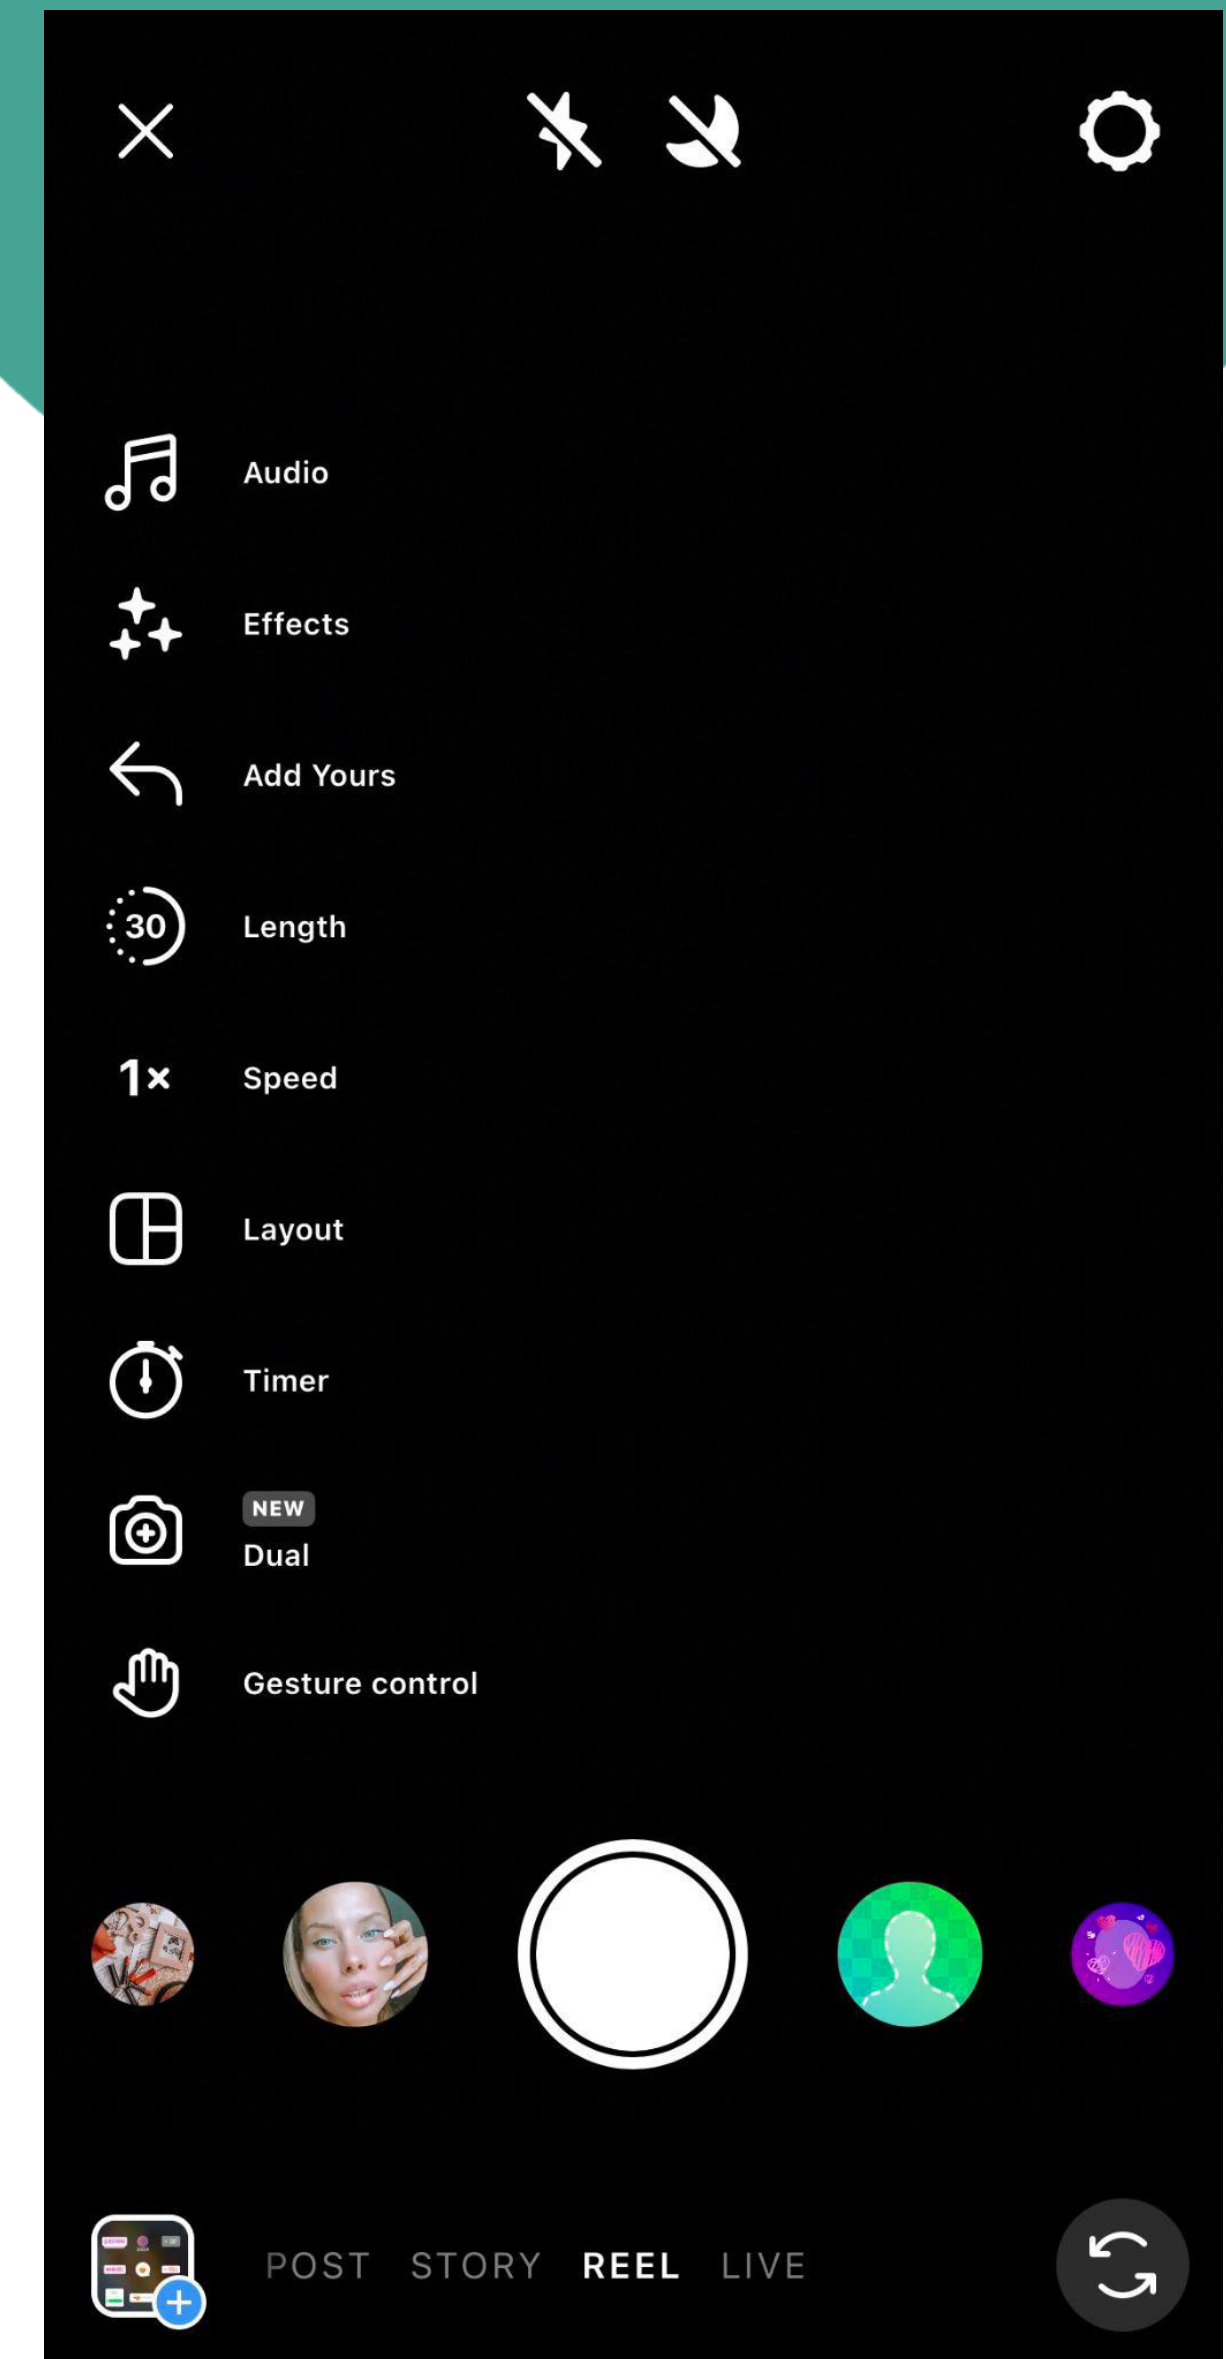 Audio
Effects
Add Yours
30
Length
1×
Speed
Layout
Timer
NEW
Dual
Gesture control
POST STORY REEL LIVE